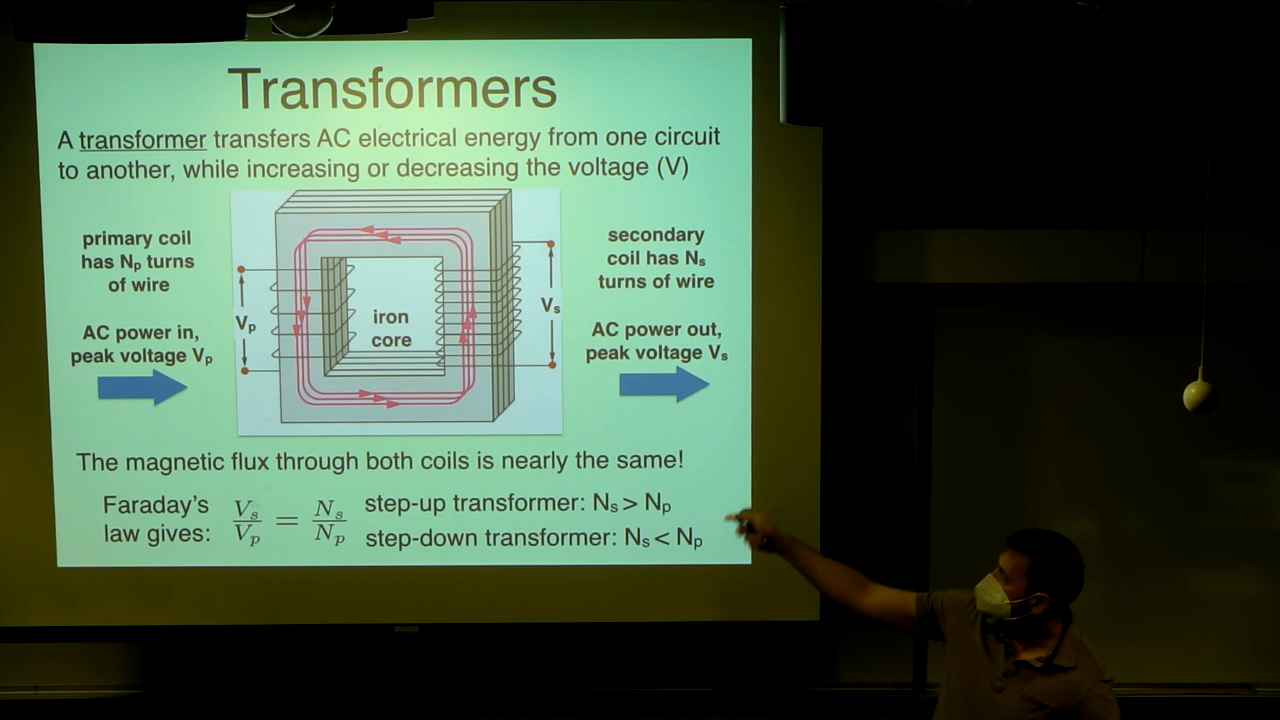 Transformers
A transformer transfers AC electrical energy from one circuit
to another, while increasing or decreasing the voltage (V)
primary coil
has Np turns
of wire
AC power in,
peak voltage Vp
Vp
iron
core
Vs
secondary
coil has Ns
turns of wire
AC power out,
peak voltage Vs
The magnetic flux through both coils is nearly the same!
Faraday's
law gives:
Vs/Vp = Ns/Np
step-up transformer: Ns > Np
step-down transformer: Ns < Np